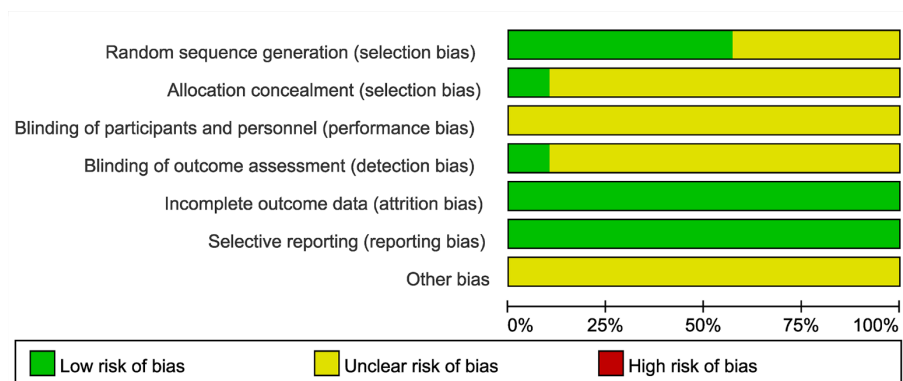 Random sequence generation (selection bias)
Allocation concealment (selection bias)
Blinding of participants and personnel (performance bias)
Blinding of outcome assessment (detection bias)
Incomplete outcome data (attrition bias)
Selective reporting (reporting bias)
Other bias
0% 25% 50% 75% 100%
Low risk of bias Unclear risk of bias High risk of bias